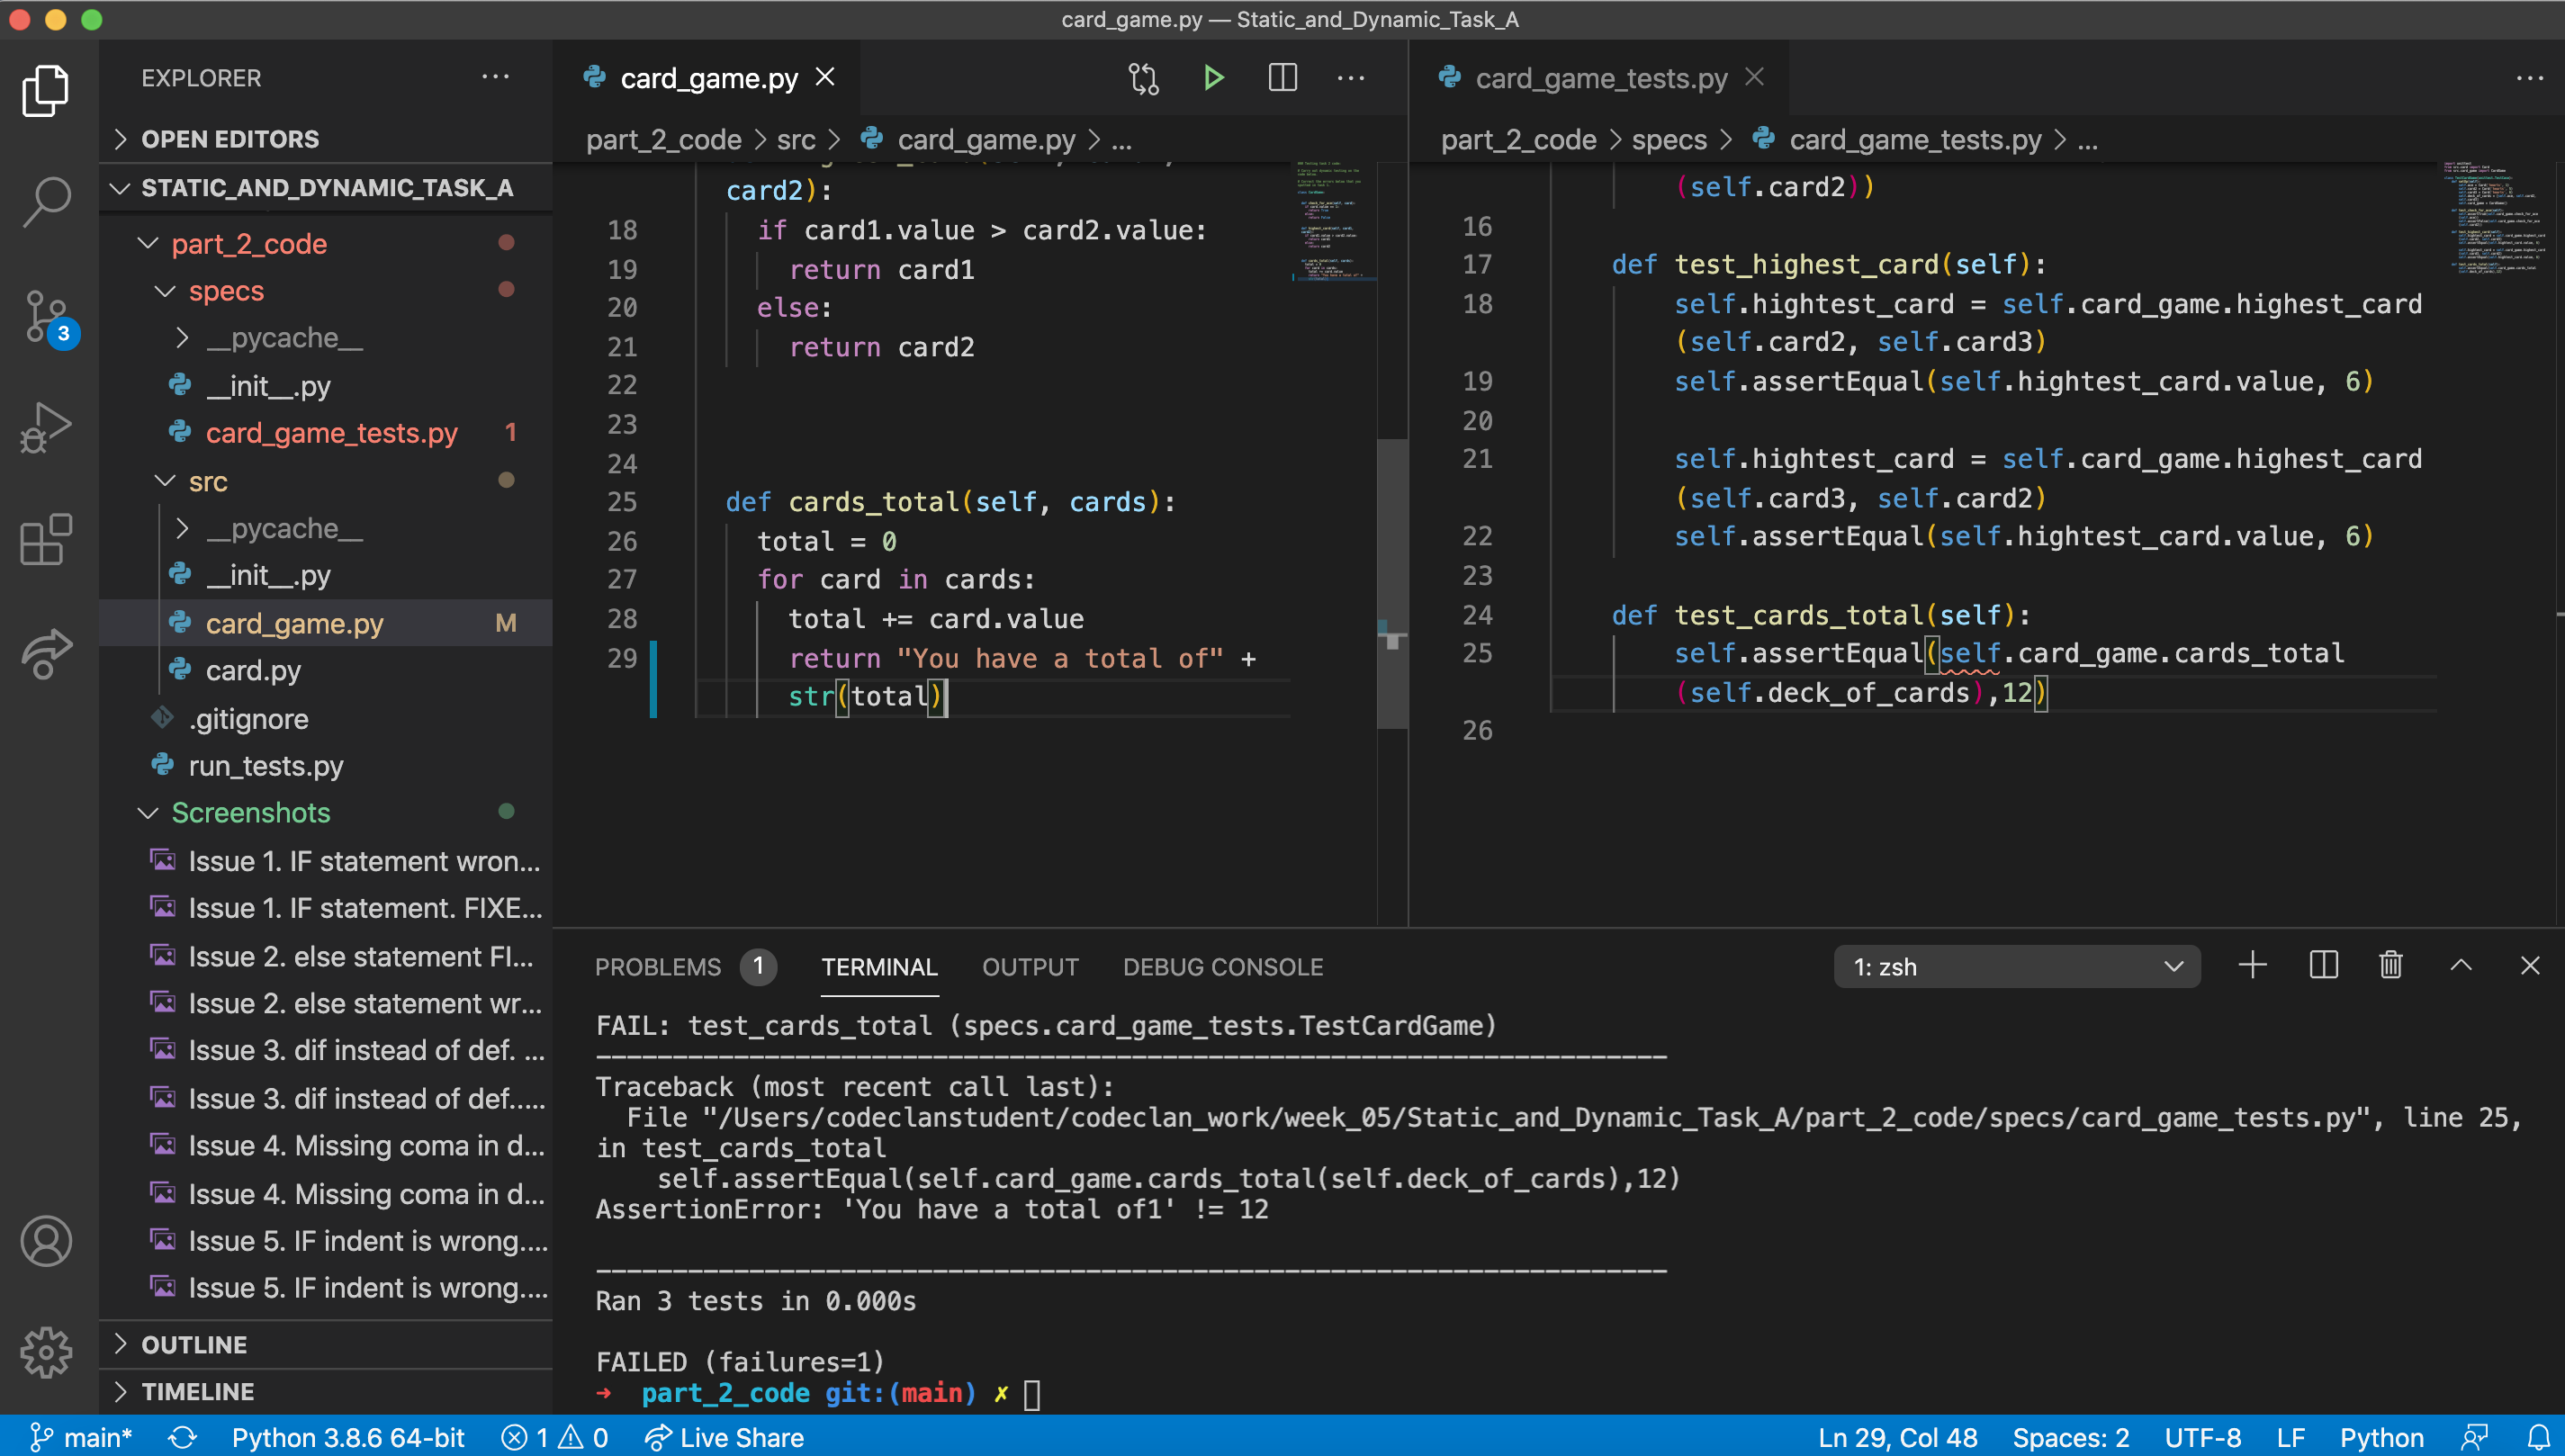 card_game.py — Static_and_Dynamic_Task_A
EXPLORER
OPEN EDITORS
STATIC_AND_DYNAMIC_TASK_A
part_2_code
specs
__pycache__
__init__.py
card_game_tests.py 1
src
__pycache__
__init__.py
card_game.py M
card.py
.gitignore
run_tests.py
Screenshots
Issue 1. IF statement wron...
Issue 1. IF statement. FIXE...
Issue 2. else statement FI...
Issue 2. else statement wr...
Issue 3. dif instead of def. ...
Issue 3. dif instead of def.....
Issue 4. Missing coma in d...
Issue 4. Missing coma in d...
Issue 5. IF indent is wrong....
Issue 5. IF indent is wrong....
OUTLINE
TIMELINE
3
card_game.py
part_2_code > src > card_game.py > ...
card2):
18 if card1.value > card2.value:
19 return card1
20 else:
21 return card2
22
23
24
25 def cards_total(self, cards):
26 total = 0
27 for card in cards:
28 total += card.value
29 return "You have a total of" +
str(total)
card_game_tests.py
part_2_code > specs > card_game_tests.py > ...
(self.card2))
16
17 def test_highest_card(self):
18 self.hightest_card = self.card_game.highest_card
(self.card2, self.card3)
19 self.assertEqual(self.hightest_card.value, 6)
20
21 self.hightest_card = self.card_game.highest_card
(self.card3, self.card2)
22 self.assertEqual(self.hightest_card.value, 6)
23
24 def test_cards_total(self):
25 self.assertEqual(self.card_game.cards_total
(self.deck_of_cards),12)
26
PROBLEMS 1 TERMINAL OUTPUT DEBUG CONSOLE 1: zsh
FAIL: test_cards_total (specs.card_game_tests.TestCardGame)
----------------------------------------------------------------------
Traceback (most recent call last):
File "/Users/codeclanstudent/codeclan_work/week_05/Static_and_Dynamic_Task_A/part_2_code/specs/card_game_tests.py", line 25,
in test_cards_total
self.assertEqual(self.card_game.cards_total(self.deck_of_cards),12)
AssertionError: 'You have a total of1' != 12
----------------------------------------------------------------------
Ran 3 tests in 0.000s
FAILED (failures=1)
➜ part_2_code git:(main) ✗
main* Python 3.8.6 64-bit 1 0 Live Share Ln 29, Col 48 Spaces: 2 UTF-8 LF Python